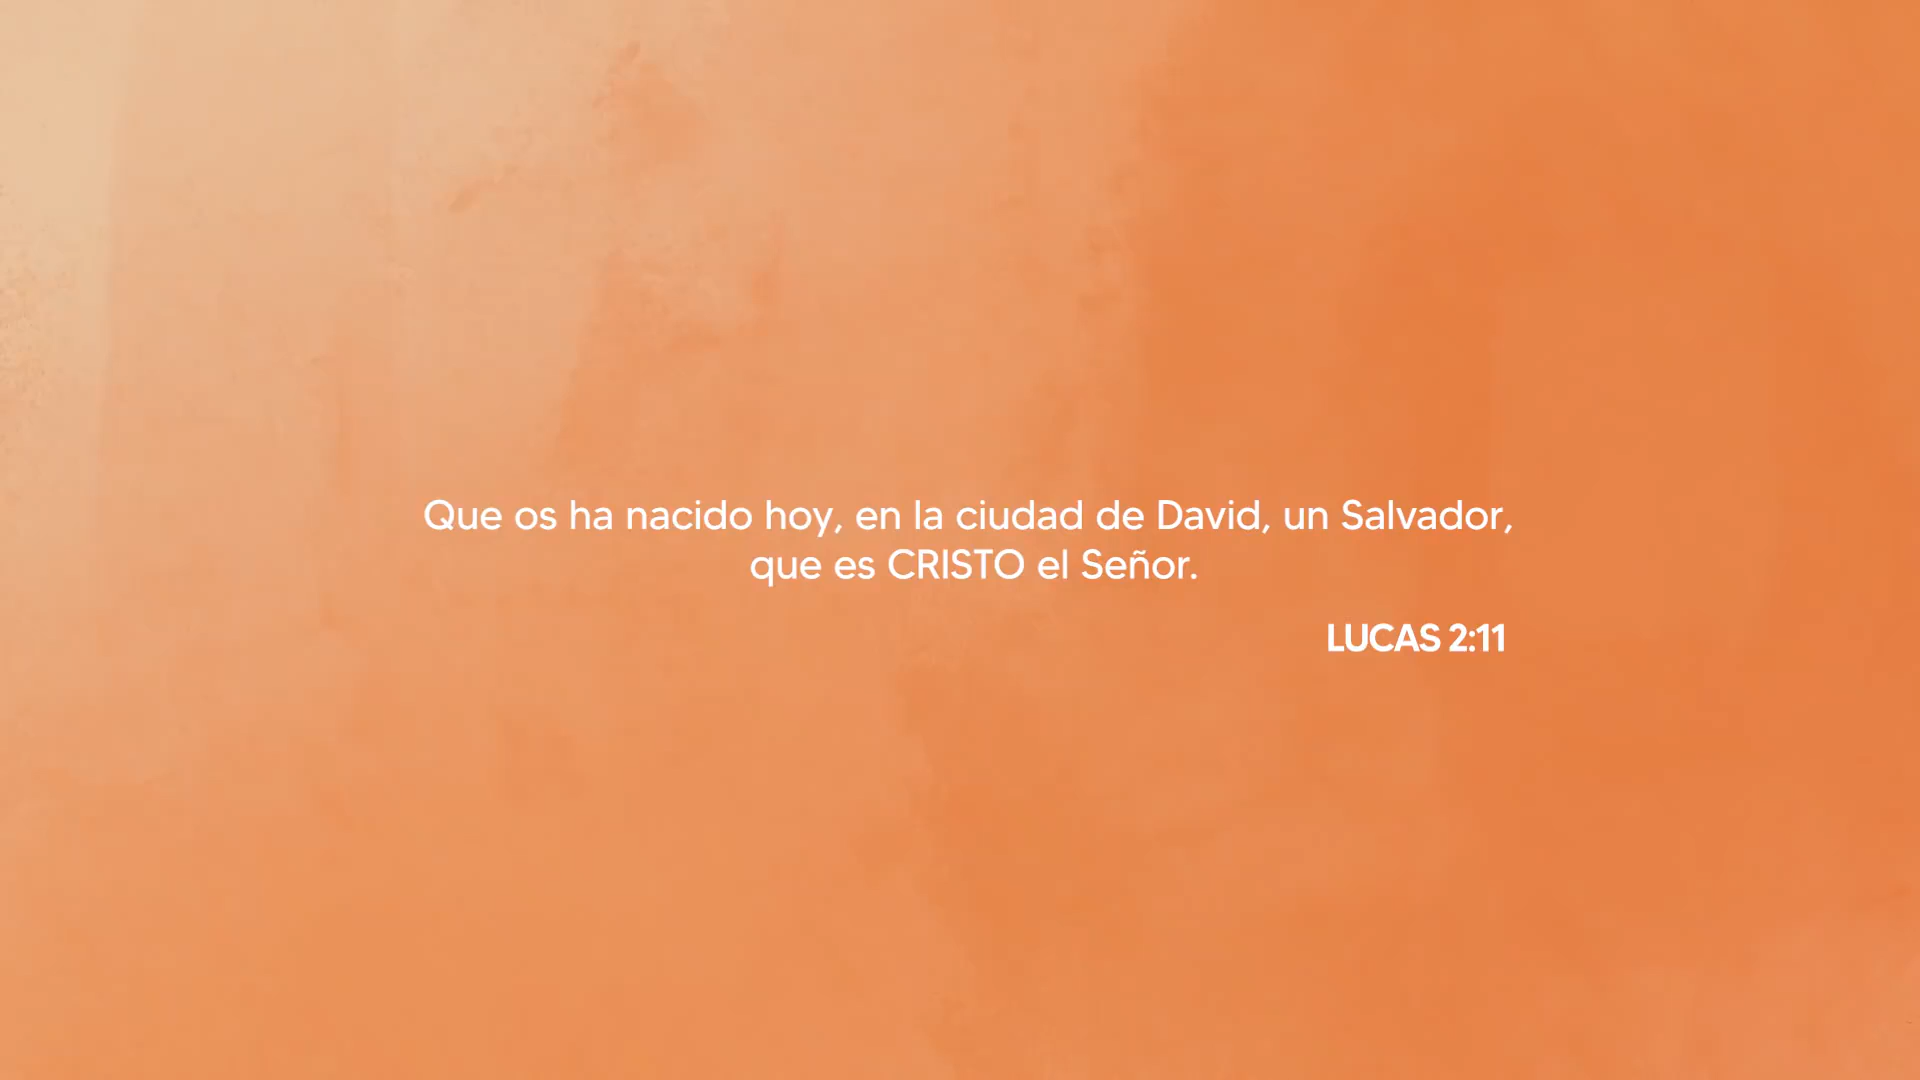 Que os ha nacido hoy, en la ciudad de David, un Salvador,
que es CRISTO el Señor.
LUCAS 2:11